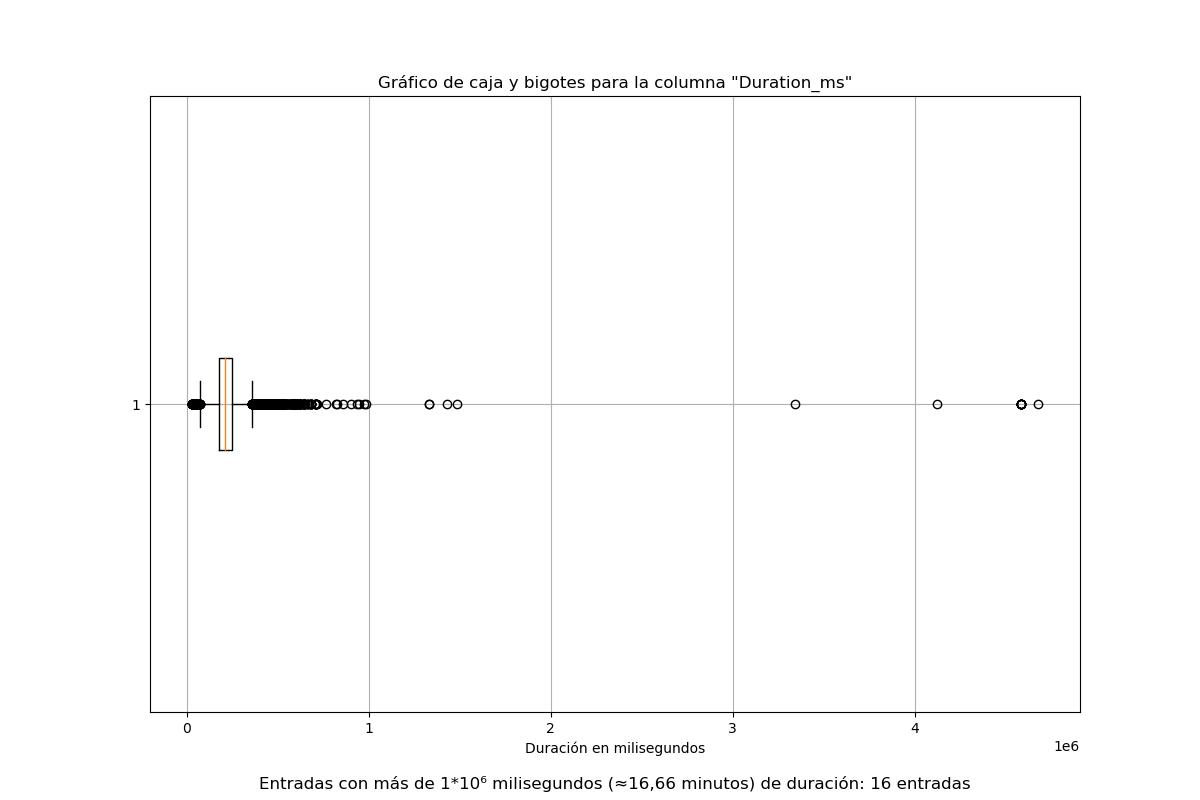 Gráfico de caja y bigotes para la columna "Duration_ms"
1
0 1 2 3 4
1e6
Duración en milisegundos
Entradas con más de 1*10⁶ milisegundos (≈16,66 minutos) de duración: 16 entradas